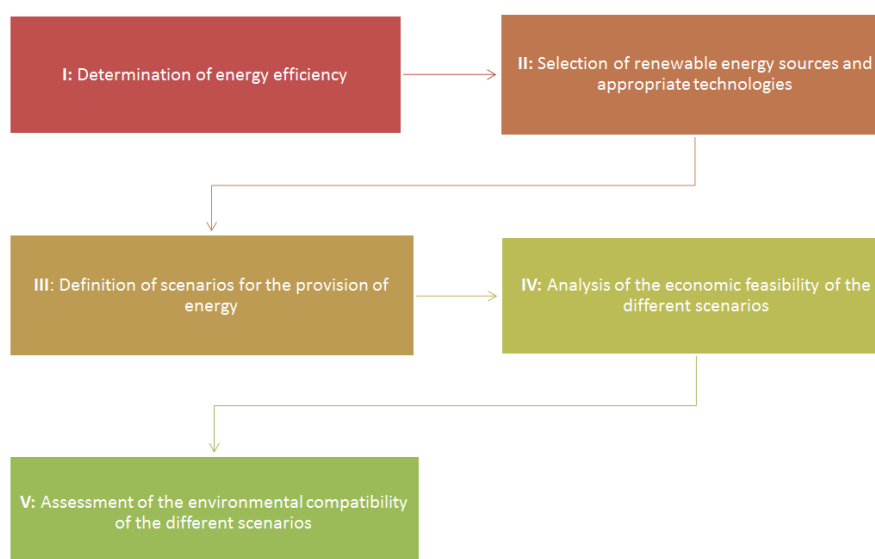 I: Determination of energy efficiency
II: Selection of renewable energy sources and
appropriate technologies
III: Definition of scenarios for the provision of
energy
IV: Analysis of the economic feasibility of the
different scenarios
V: Assessment of the environmental compatibility
of the different scenarios